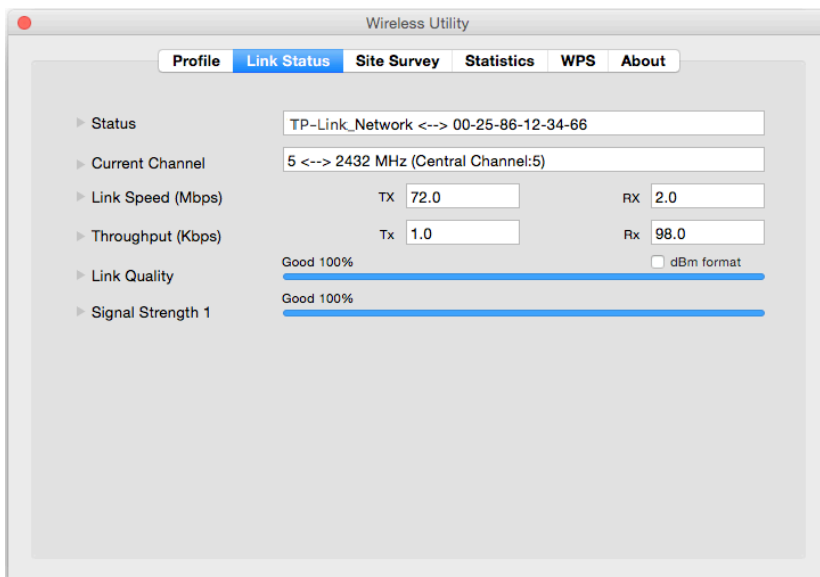 Wireless Utility
Profile Link Status Site Survey Statistics WPS About
Status TP-Link_Network <--> 00-25-86-12-34-66
Current Channel 5 <--> 2432 MHz (Central Channel:5)
Link Speed (Mbps) TX 72.0 RX 2.0
Throughput (Kbps) Tx 1.0 Rx 98.0
Good 100% dBm format
Link Quality
Good 100%
Signal Strength 1